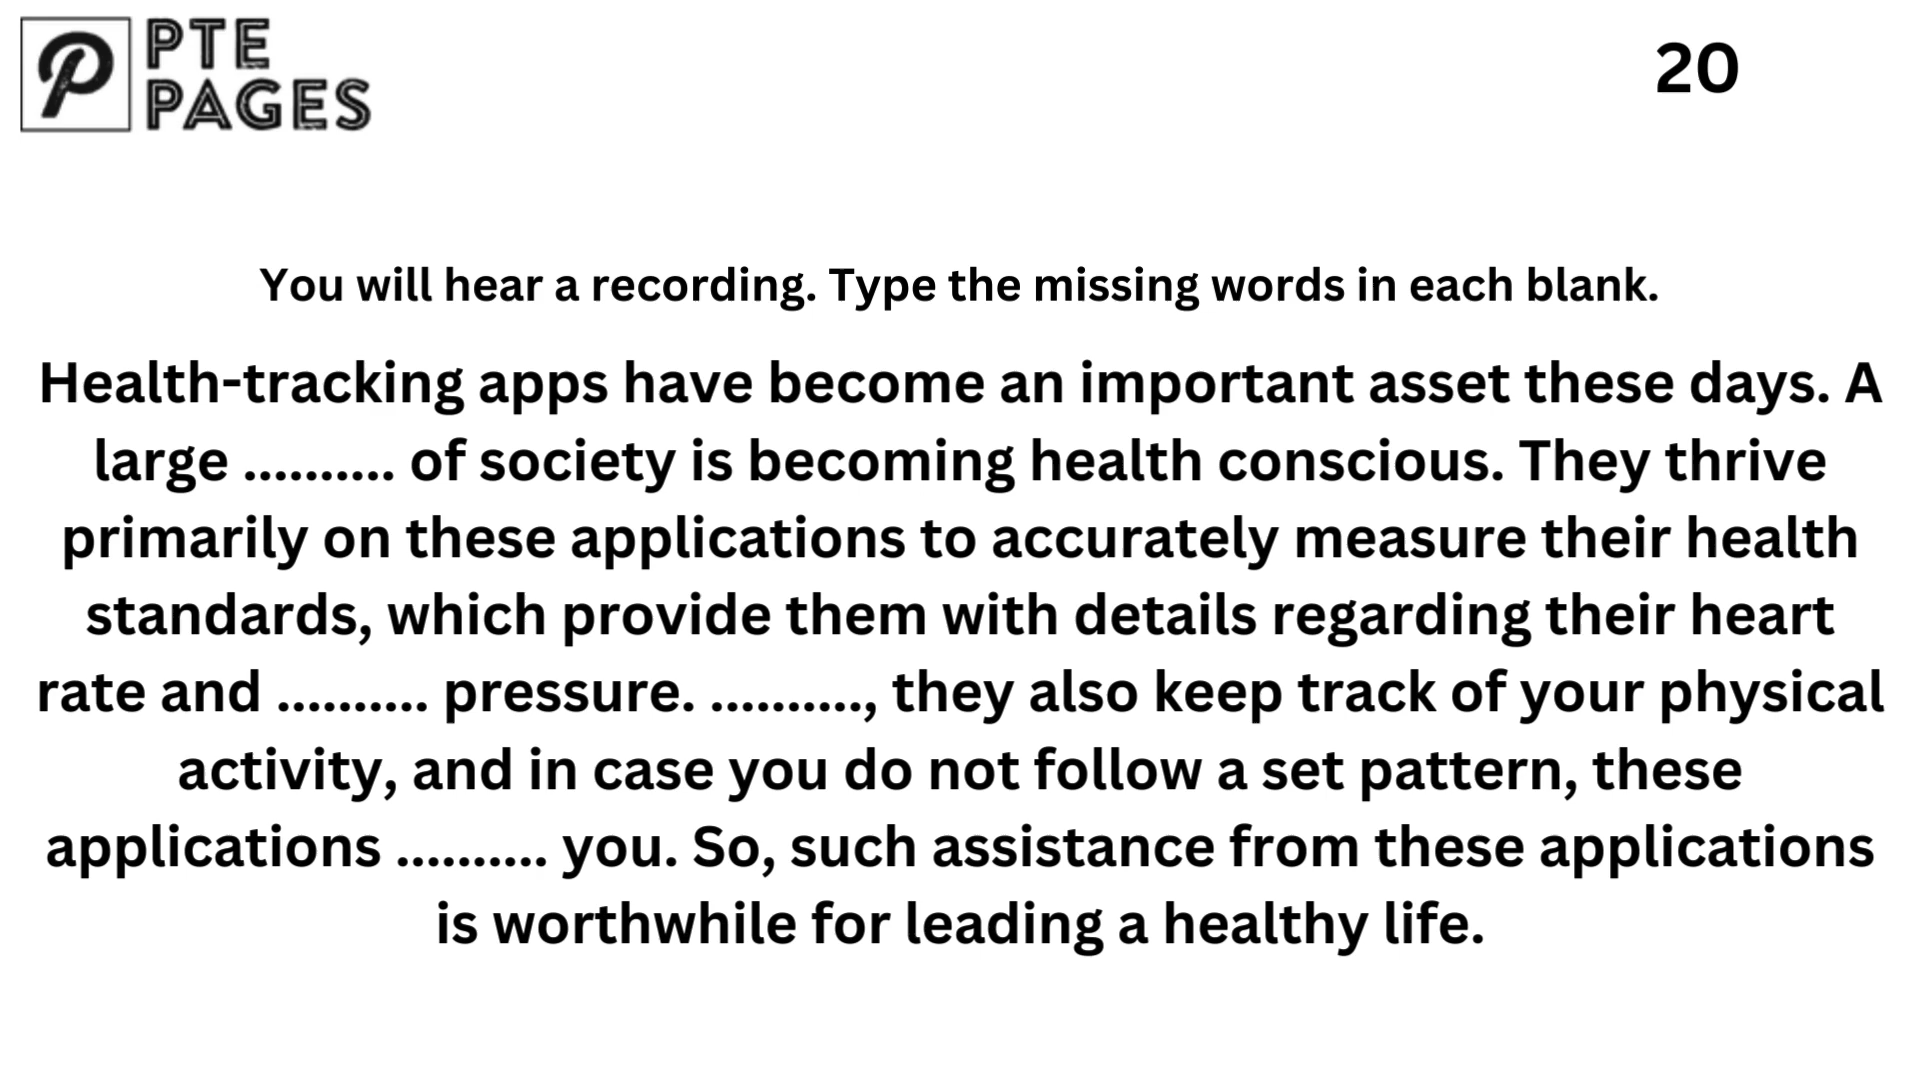 PTE
PAGES
20
You will hear a recording. Type the missing words in each blank.
Health-tracking apps have become an important asset these days. A
large .......... of society is becoming health conscious. They thrive
primarily on these applications to accurately measure their health
standards, which provide them with details regarding their heart
rate and .......... pressure. .........., they also keep track of your physical
activity, and in case you do not follow a set pattern, these
applications .......... you. So, such assistance from these applications
is worthwhile for leading a healthy life.